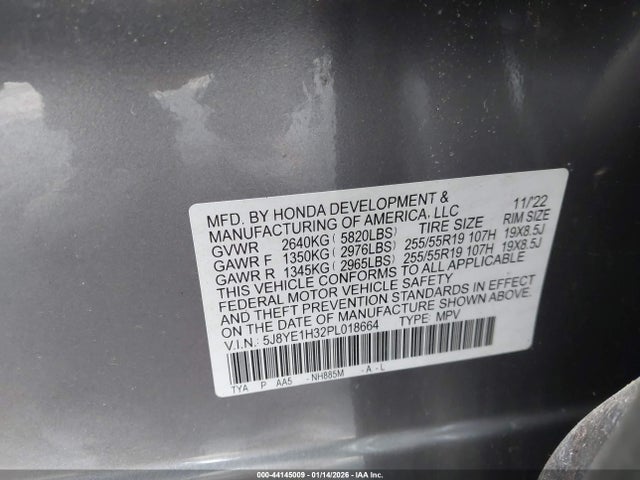 MFD. BY HONDA DEVELOPMENT & 11/'22
MANUFACTURING OF AMERICA, LLC
TIRE SIZE RIM SIZE
GVWR 2640KG (5820LBS)
GAWR F 1350KG (2976LBS) 255/55R19 107H 19X8.5J
GAWR R 1345KG (2965LBS) 255/55R19 107H 19X8.5J
THIS VEHICLE CONFORMS TO ALL APPLICABLE
FEDERAL MOTOR VEHICLE SAFETY
AND THEFT PREVENTION STANDARDS IN EFFECT
ON THE DATE OF MANUFACTURE SHOWN ABOVE.
V.I.N.: 5J8YE1H32PL018664 TYPE: MPV
TYA P AA5 -NH885M -A-L
000-44145009 - 01/14/2026 - IAA Inc.